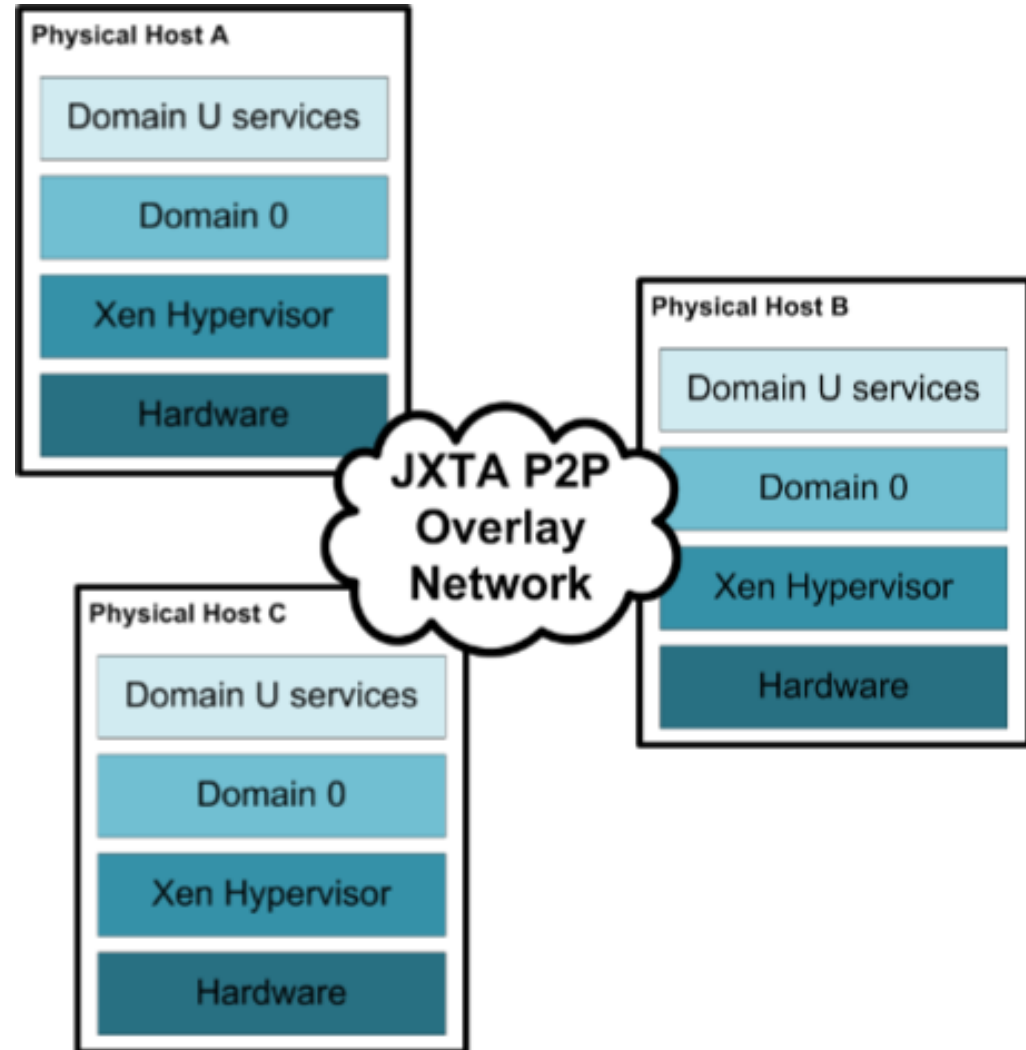 Physical Host A
Domain U services
Domain 0
Xen Hypervisor
Hardware
Physical Host B
Domain U services
Domain 0
Xen Hypervisor
Hardware
JXTA P2P
Overlay
Network
Physical Host C
Domain U services
Domain 0
Xen Hypervisor
Hardware